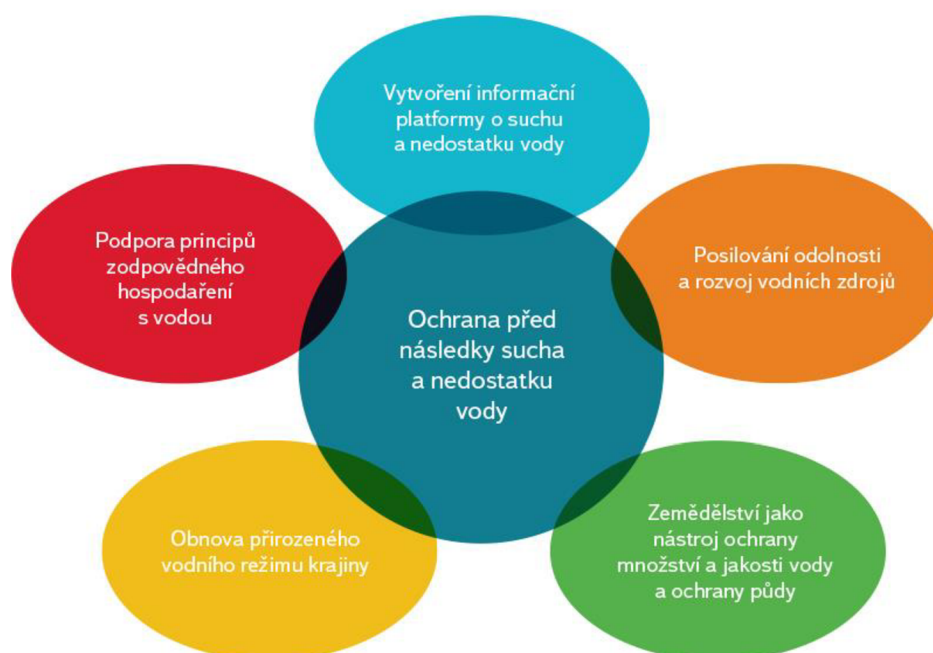 Vytvoření informační
platformy o suchu
a nedostatku vody
Podpora principů
zodpovědného
hospodaření
s vodou
Posilování odolnosti
a rozvoj vodních zdrojů
Ochrana před
následky sucha
a nedostatku
vody
Obnova přirozeného
vodního režimu krajiny
Zemědělství jako
nástroj ochrany
množství a jakosti vody
a ochrany půdy